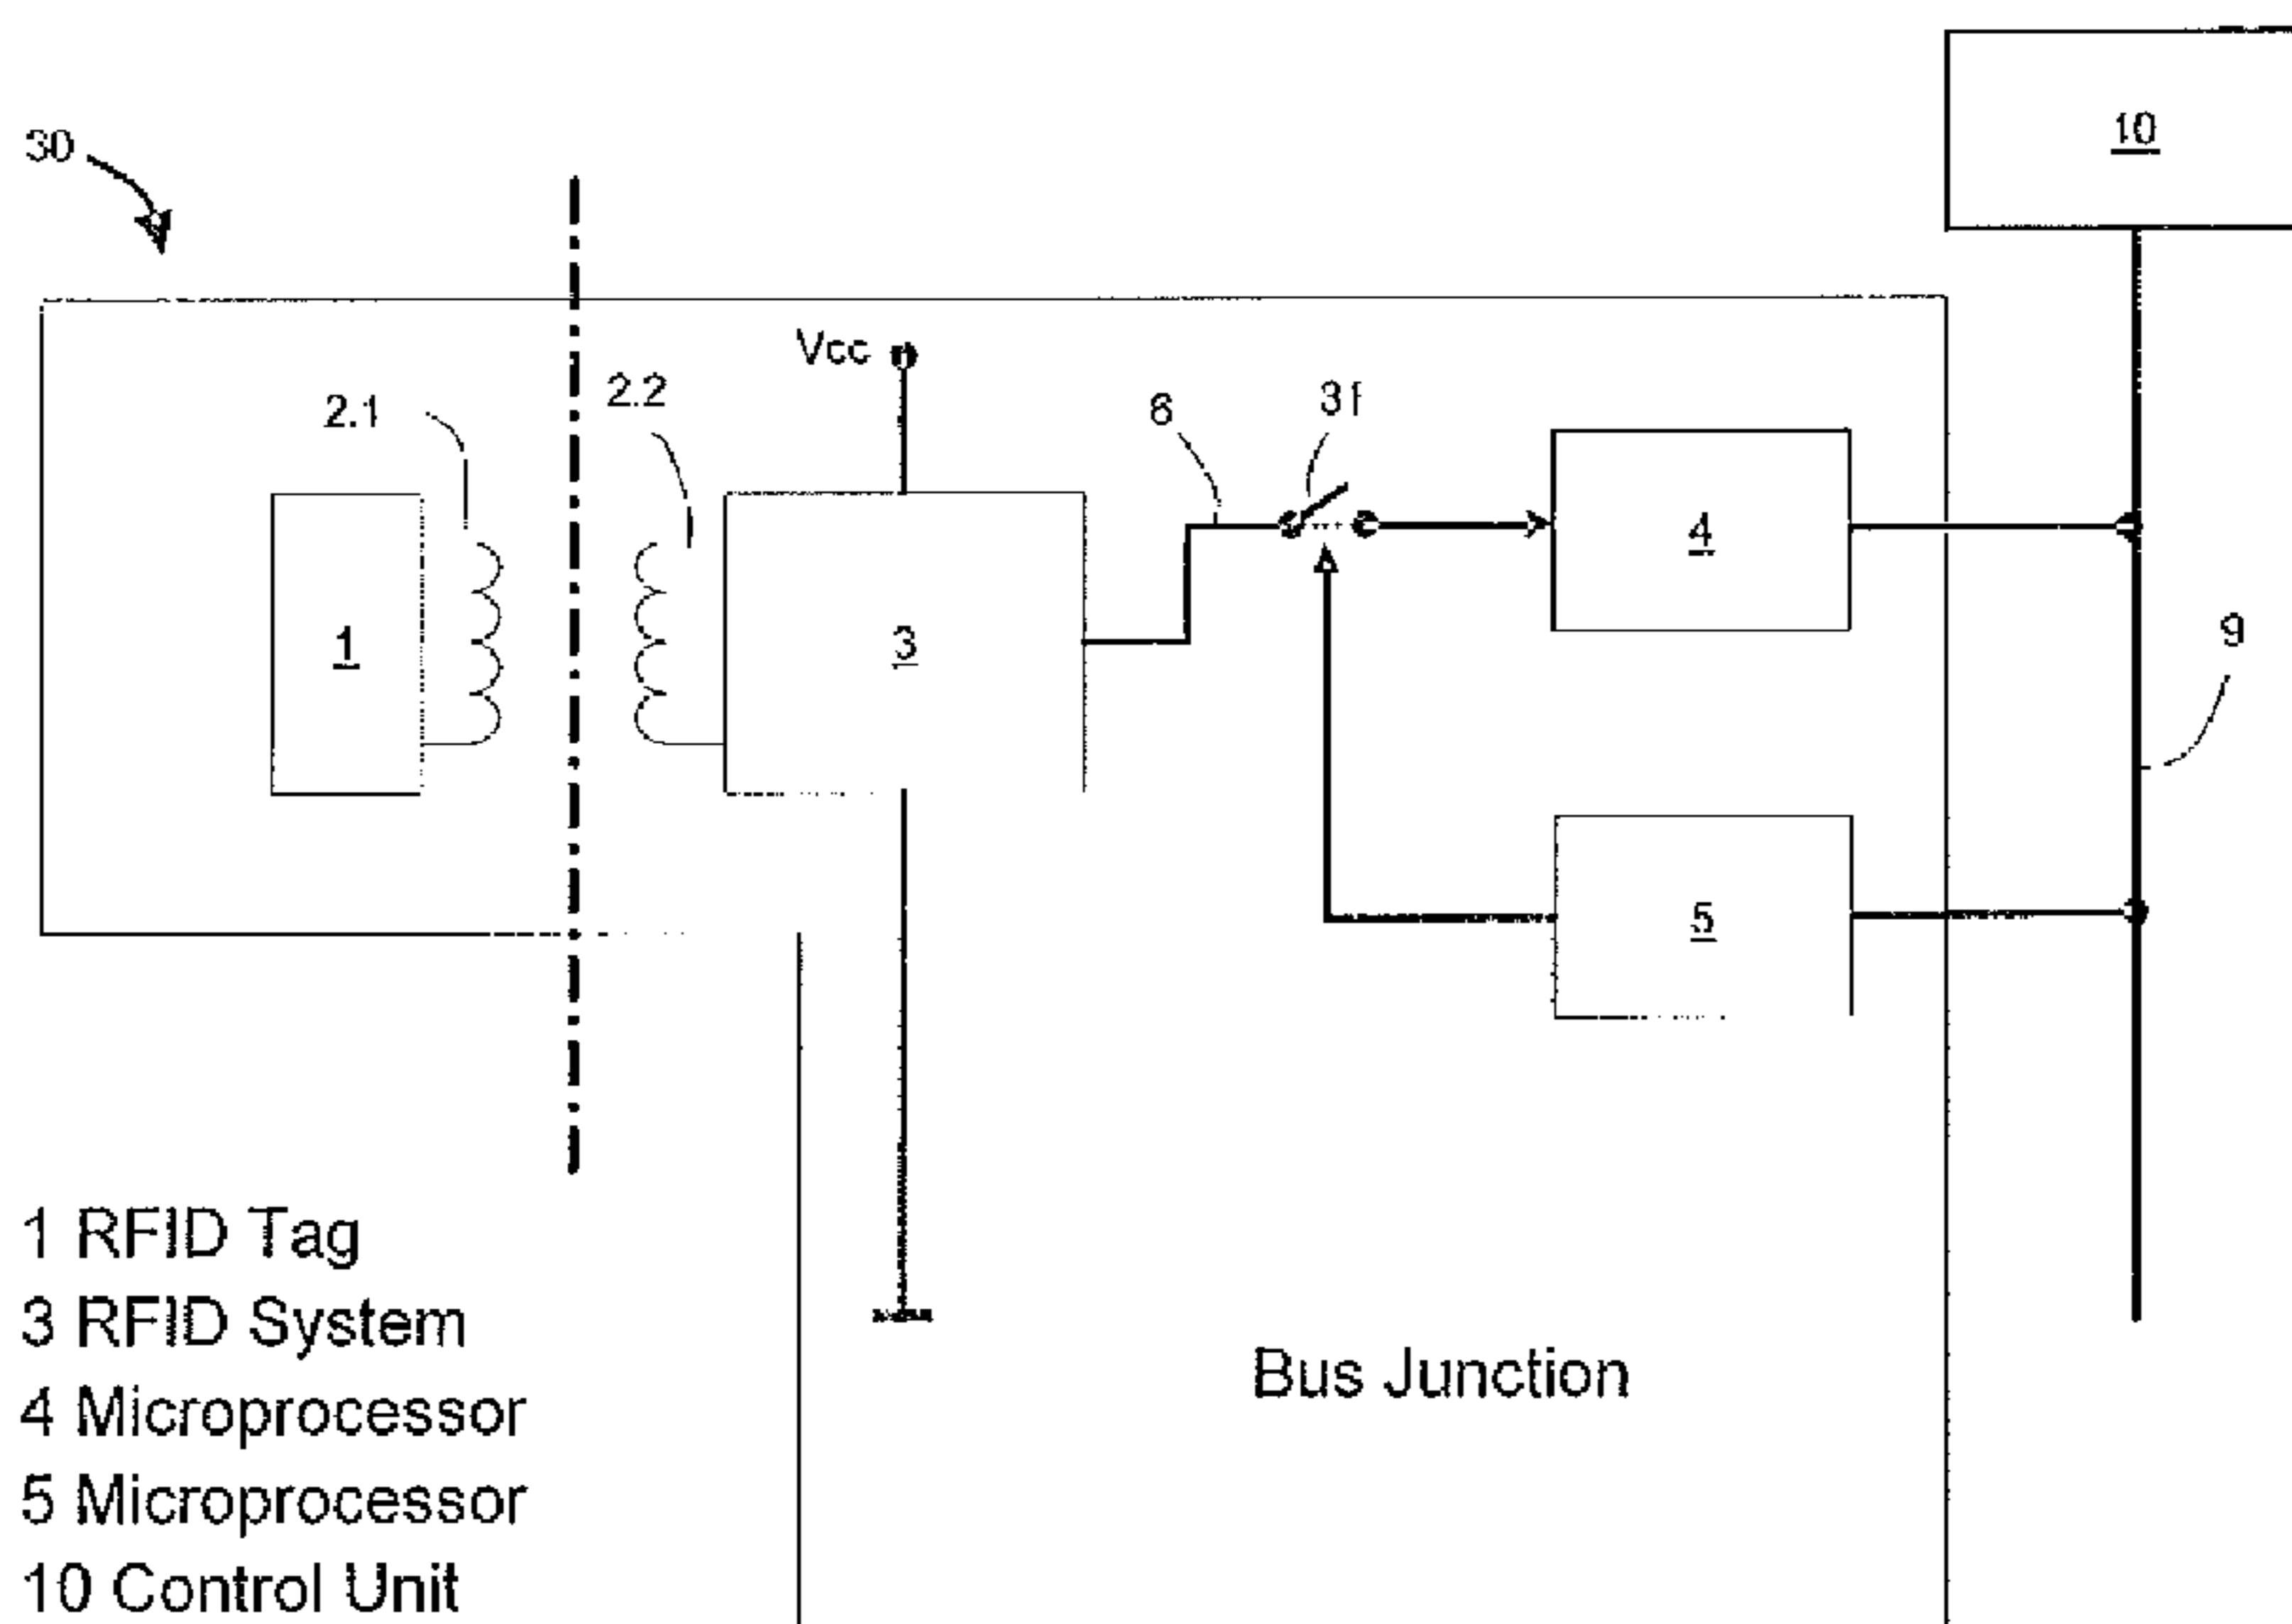 30
10
Vcc
2.1
2.2
6
3f
4
1
3
9
5
Bus Junction
1 RFID Tag
3 RFID System
4 Microprocessor
5 Microprocessor
10 Control Unit